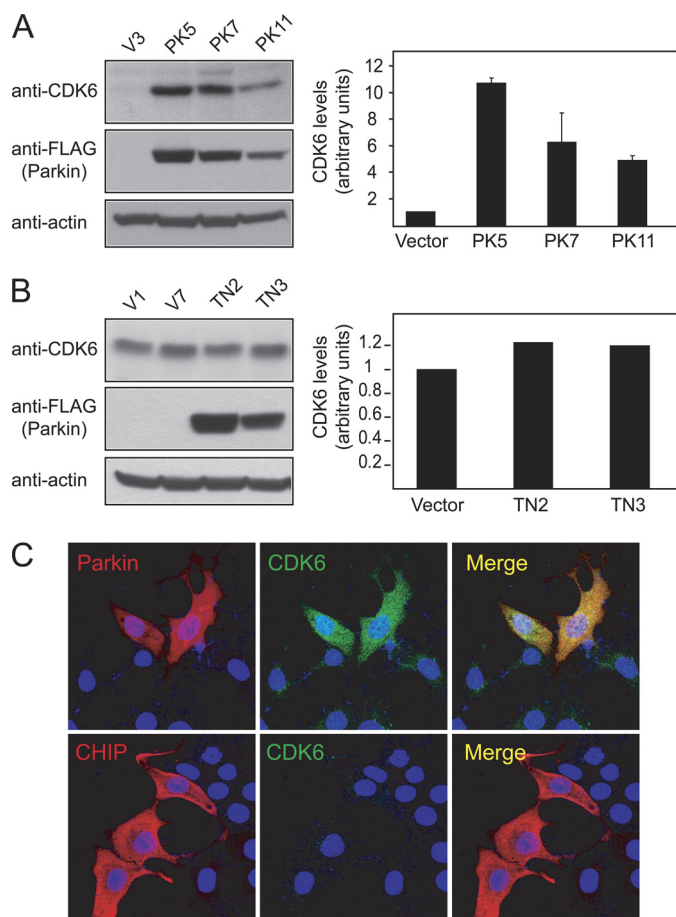 A
V3 PK5 PK7 PK11
anti-CDK6
anti-FLAG
(Parkin)
anti-actin
CDK6 levels
(arbitrary units)
12
10
8
6
4
2
Vector PK5 PK7 PK11
B
V1 V7 TN2 TN3
anti-CDK6
anti-FLAG
(Parkin)
anti-actin
CDK6 levels
(arbitrary units)
1.2
1
0.8
0.6
0.4
0.2
Vector TN2 TN3
C
Parkin CDK6 Merge
CHIP CDK6 Merge